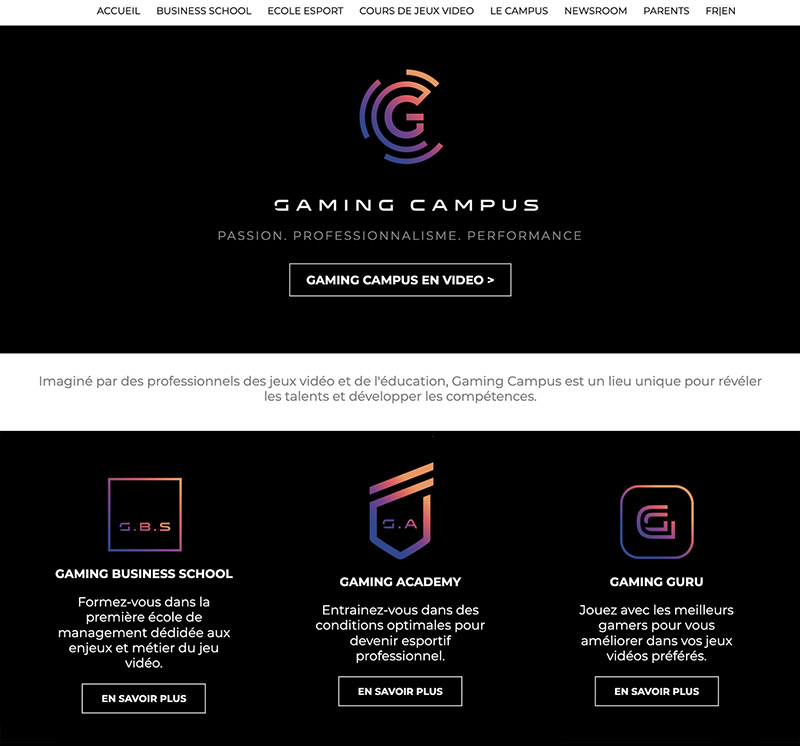 ACCUEIL BUSINESS SCHOOL ECOLE ESPORT COURS DE JEUX VIDEO LE CAMPUS NEWSROOM PARENTS FR|EN
G
GAMING CAMPUS
PASSION. PROFESSIONNALISME. PERFORMANCE
GAMING CAMPUS EN VIDEO >
Imaginé par des professionnels des jeux vidéo et de l'éducation, Gaming Campus est un lieu unique pour révéler
les talents et développer les compétences.
G.B.S
GAMING BUSINESS SCHOOL
Formez-vous dans la
première école de
management dédidée aux
enjeux et métier du jeu
vidéo.
EN SAVOIR PLUS
G.A
GAMING ACADEMY
Entrainez-vous dans des
conditions optimales pour
devenir esportif
professionnel.
EN SAVOIR PLUS
G
GAMING GURU
Jouez avec les meilleurs
gamers pour vous
améliorer dans vos jeux
vidéos préférés.
EN SAVOIR PLUS